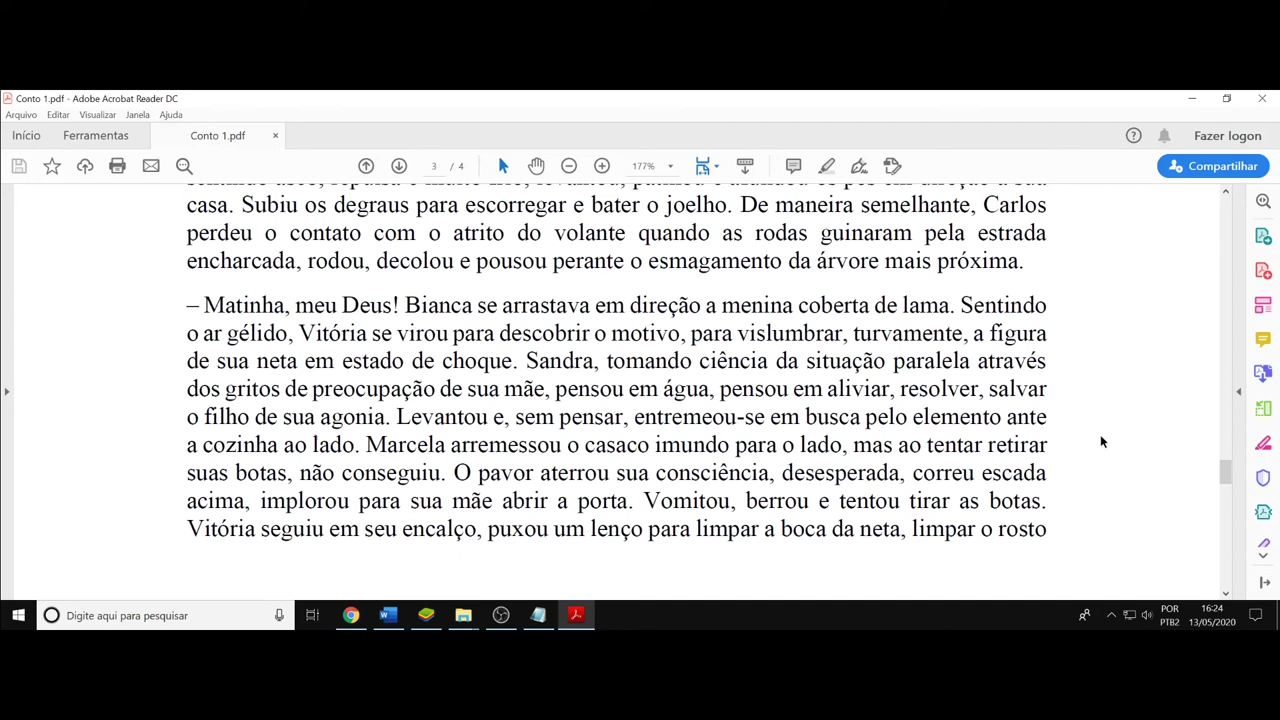 Conto 1.pdf - Adobe Acrobat Reader DC
Arquivo Editar Visualizar Janela Ajuda
Início Ferramentas Conto 1.pdf × Fazer logon
3 / 4 177% Compartilhar
casa. Subiu os degraus para escorregar e bater o joelho. De maneira semelhante, Carlos
perdeu o contato com o atrito do volante quando as rodas guinaram pela estrada
encharcada, rodou, decolou e pousou perante o esmagamento da árvore mais próxima.
– Matinha, meu Deus! Bianca se arrastava em direção a menina coberta de lama. Sentindo
o ar gélido, Vitória se virou para descobrir o motivo, para vislumbrar, turvamente, a figura
de sua neta em estado de choque. Sandra, tomando ciência da situação paralela através
dos gritos de preocupação de sua mãe, pensou em água, pensou em aliviar, resolver, salvar
o filho de sua agonia. Levantou e, sem pensar, entremeou-se em busca pelo elemento ante
a cozinha ao lado. Marcela arremessou o casaco imundo para o lado, mas ao tentar retirar
suas botas, não conseguiu. O pavor aterrou sua consciência, desesperada, correu escada
acima, implorou para sua mãe abrir a porta. Vomitou, berrou e tentou tirar as botas.
Vitória seguiu em seu encalço, puxou um lenço para limpar a boca da neta, limpar o rosto
Digite aqui para pesquisar
POR 16:24
PTB2 13/05/2020